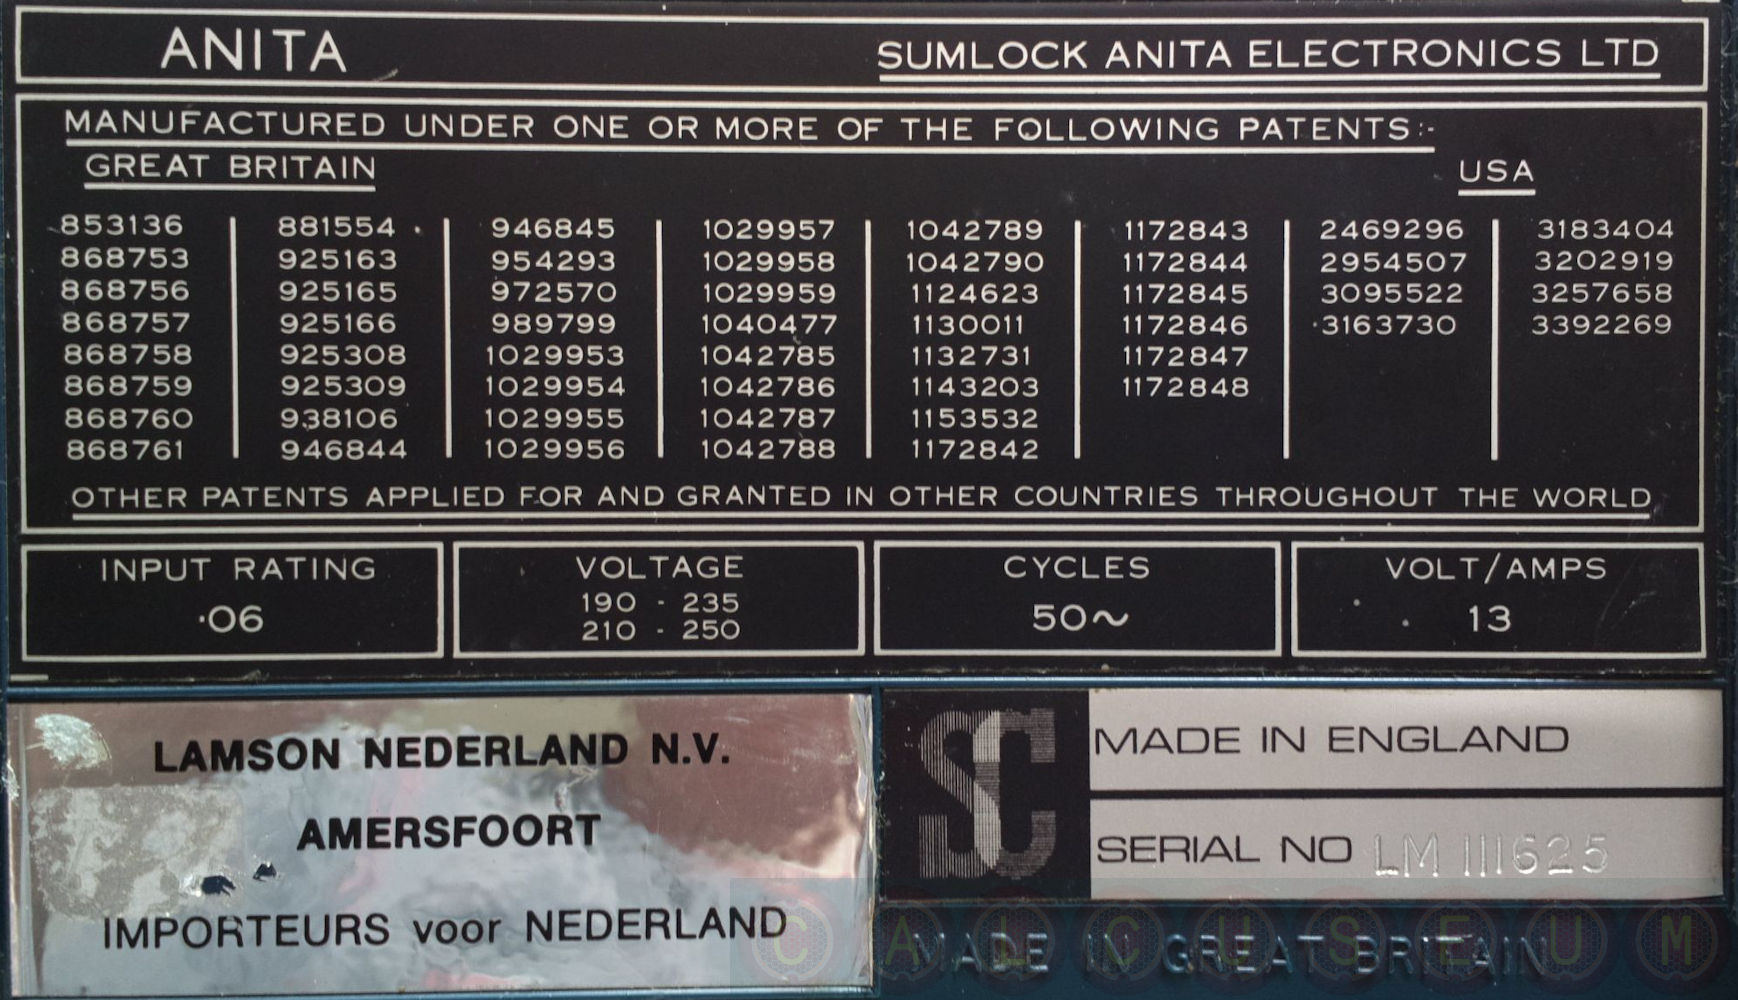 ANITA SUMLOCK ANITA ELECTRONICS LTD
MANUFACTURED UNDER ONE OR MORE OF THE FOLLOWING PATENTS:-
GREAT BRITAIN USA
853136 881554 946845 1029957 1042789 1172843 2469296 3183404
868753 925163 954293 1029958 1042790 1172844 2954507 3202919
868756 925165 972570 1029959 1124623 1172845 3095522 3257658
868757 925166 989799 1040477 1130011 1172846 3163730 3392269
868758 925308 1029953 1042785 1132731 1172847
868759 925309 1029954 1042786 1143203 1172848
868760 938106 1029955 1042787 1153532
868761 946844 1029956 1042788 1172842
OTHER PATENTS APPLIED FOR AND GRANTED IN OTHER COUNTRIES THROUGHOUT THE WORLD
INPUT RATING VOLTAGE CYCLES VOLT/AMPS
·06 190 - 235 50~ 13
210 - 250
LAMSON NEDERLAND N.V.
AMERSFOORT
IMPORTEURS voor NEDERLAND
SC
MADE IN ENGLAND
SERIAL NO LM 111625
MADE IN GREAT BRITAIN
CALCUSEUM